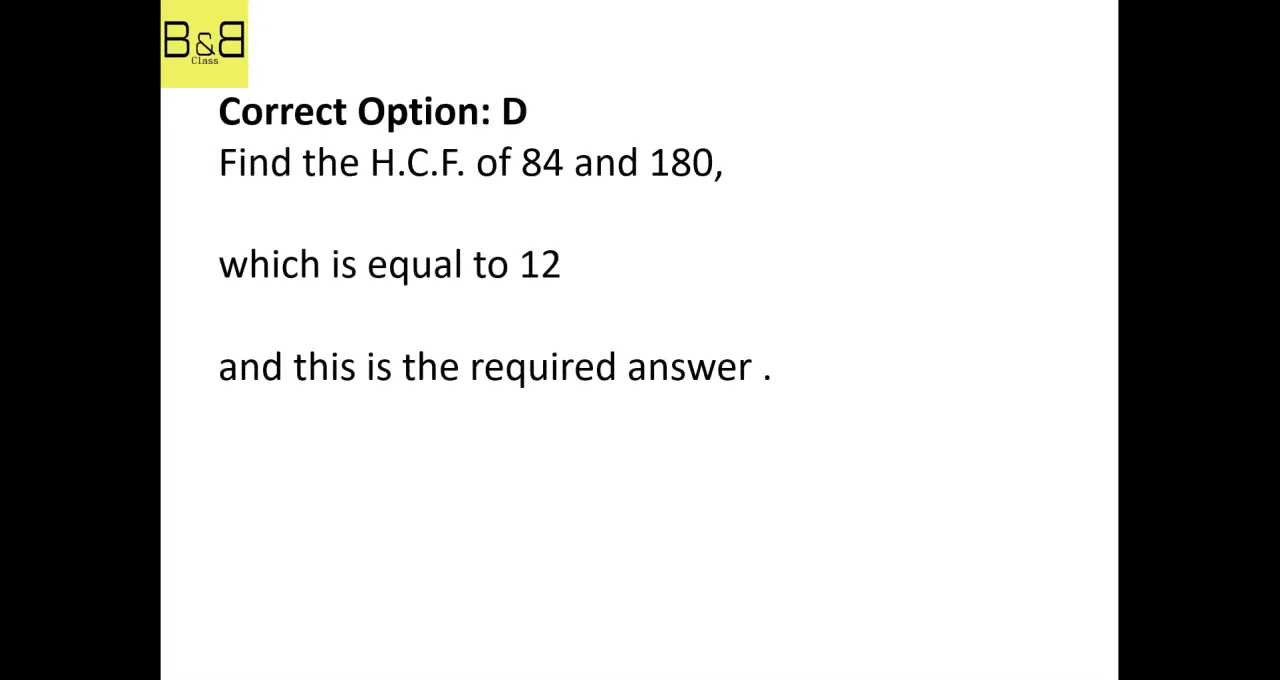 B&B
Class
Correct Option: D
Find the H.C.F. of 84 and 180,
which is equal to 12
and this is the required answer .